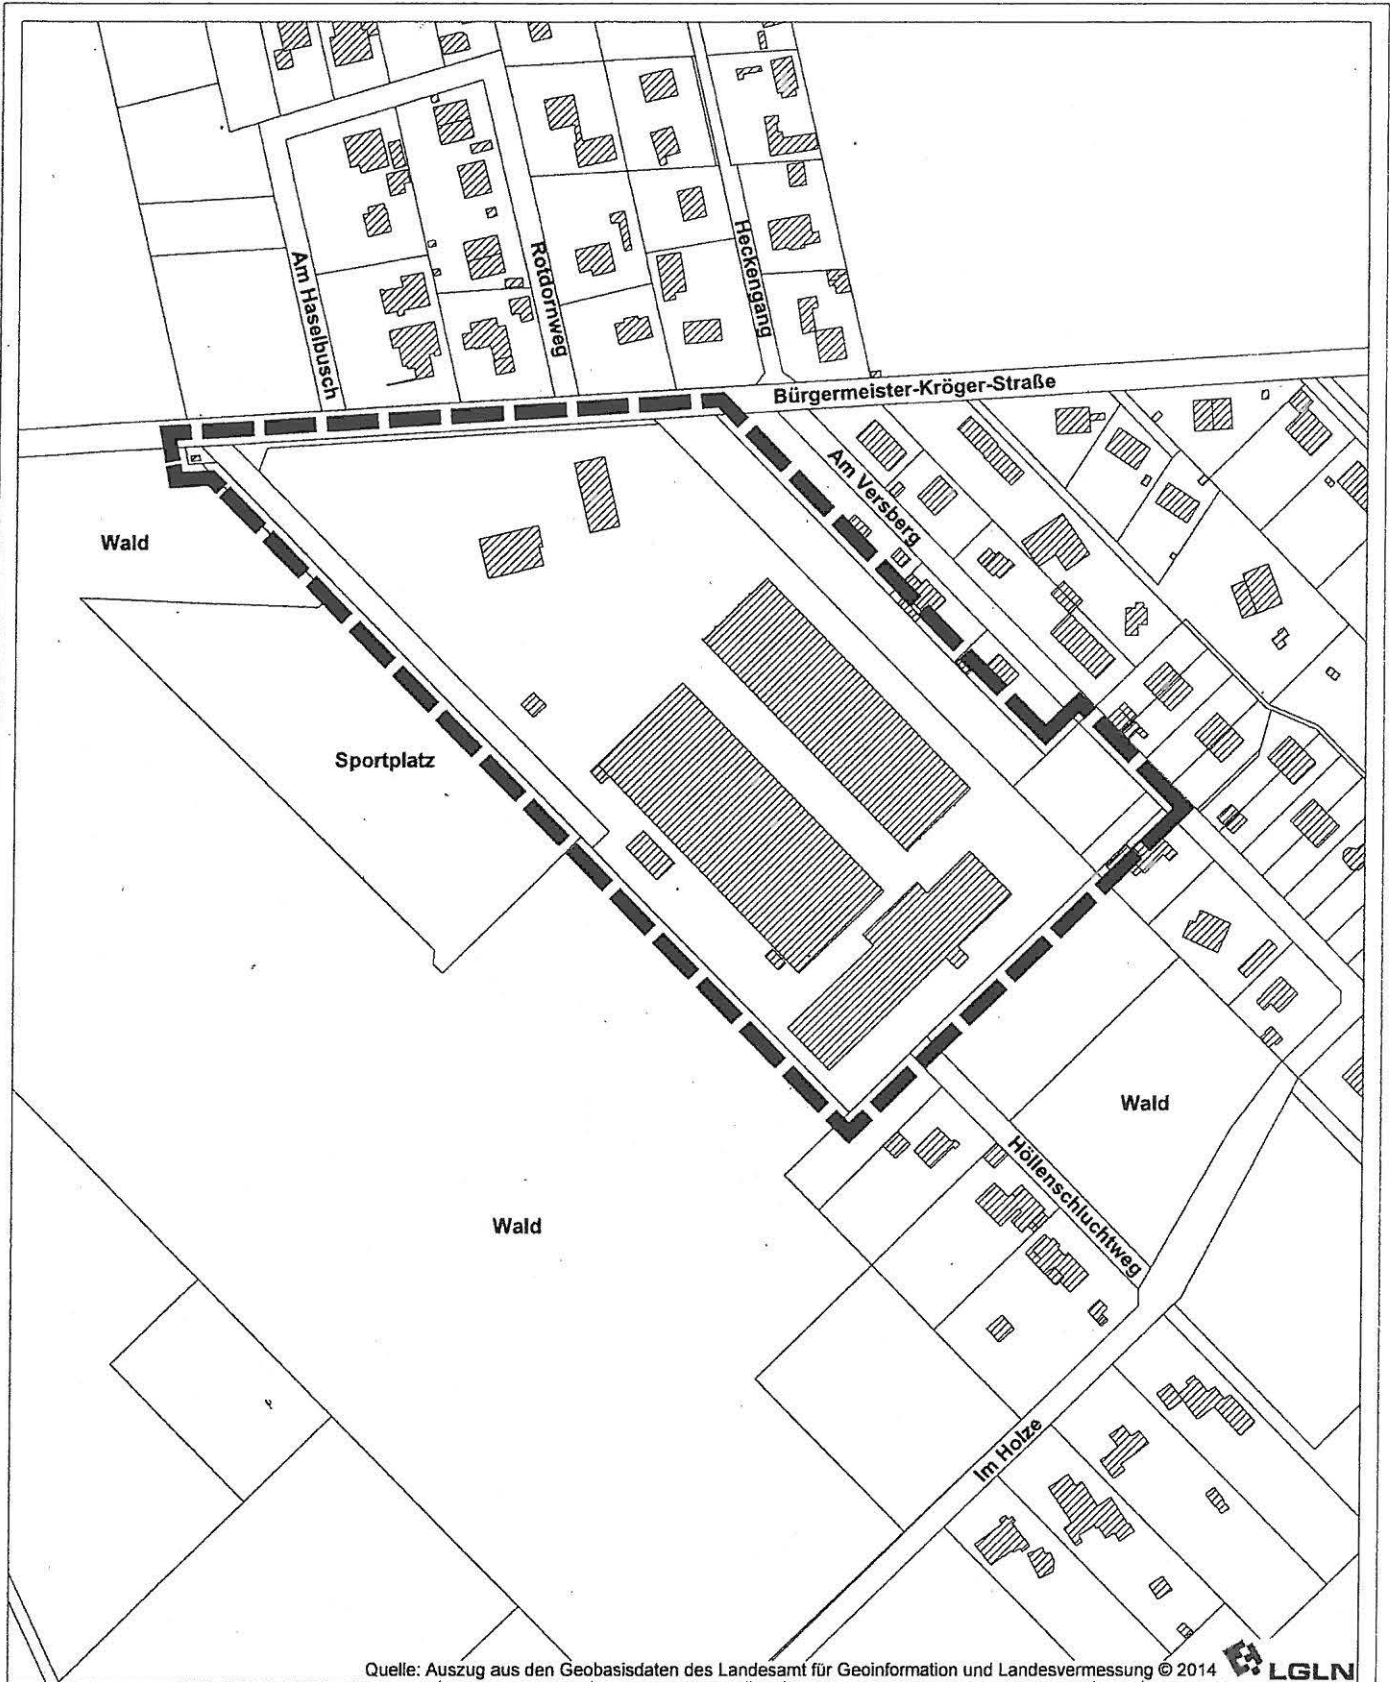 Am Haselbusch
Rotdornweg
Heckengang
Bürgermeister-Kröger-Straße
Am Versberg
Wald
Sportplatz
Wald
Höllenschluchtweg
Wald
Im Holze
Quelle: Auszug aus den Geobasisdaten des Landesamt für Geoinformation und Landesvermessung © 2014 LGLN